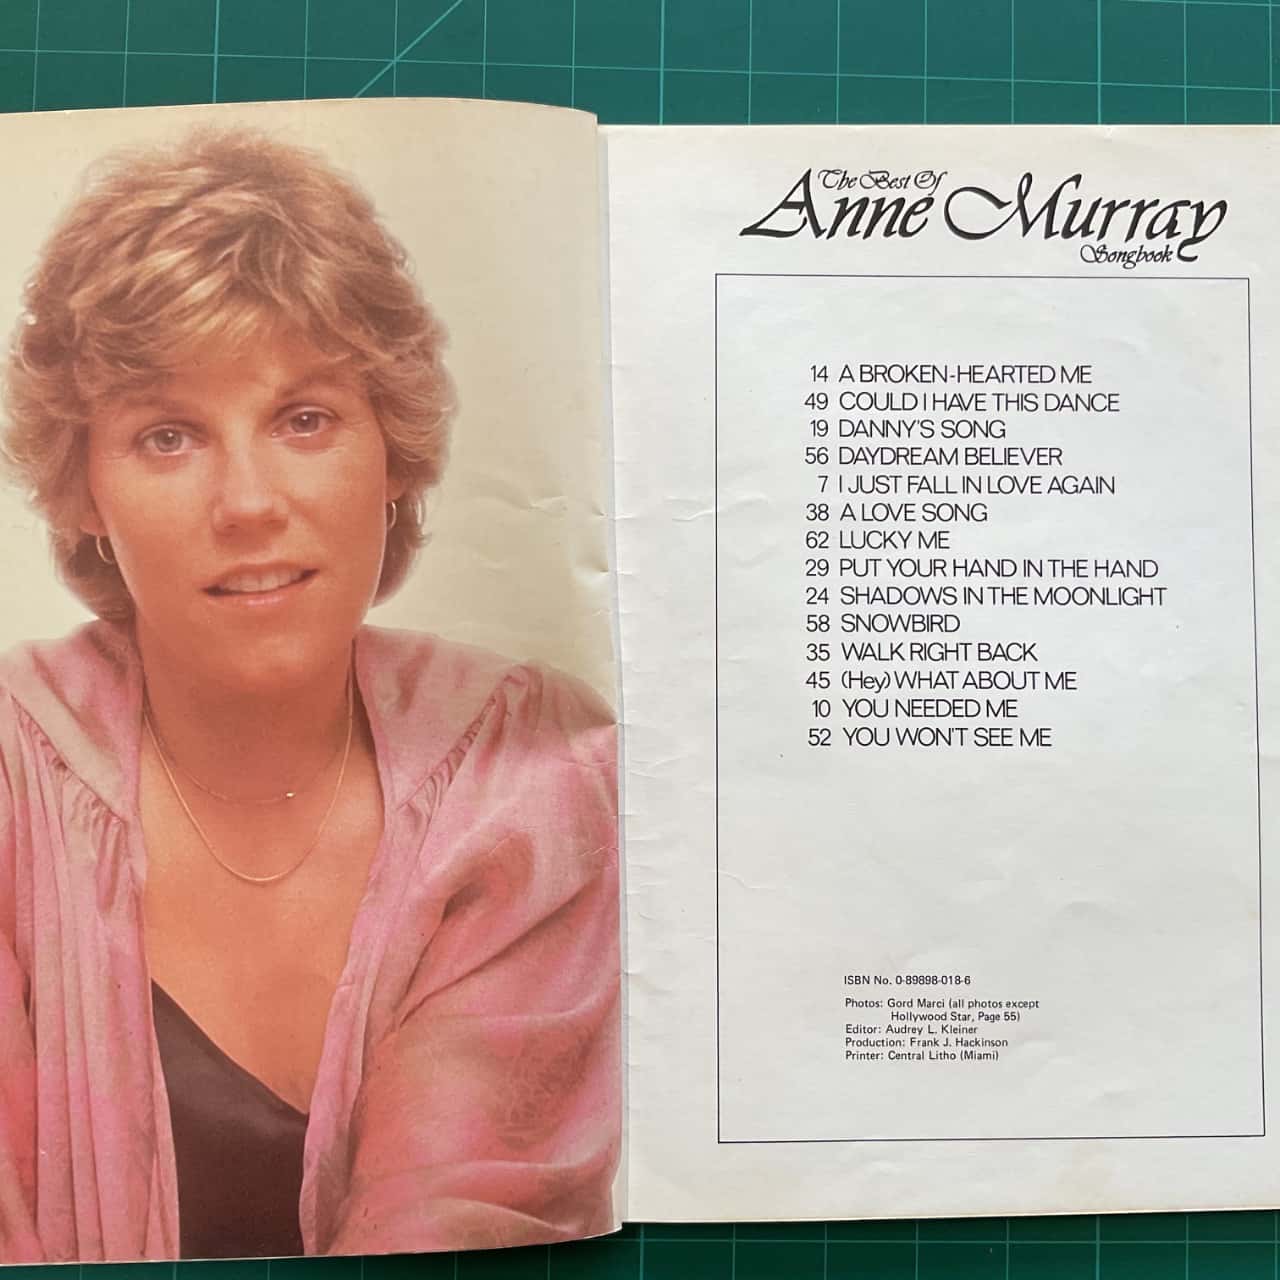 The Best Of
Anne Murray
Songbook
14 A BROKEN-HEARTED ME
49 COULD I HAVE THIS DANCE
19 DANNY'S SONG
56 DAYDREAM BELIEVER
7 I JUST FALL IN LOVE AGAIN
38 A LOVE SONG
62 LUCKY ME
29 PUT YOUR HAND IN THE HAND
24 SHADOWS IN THE MOONLIGHT
58 SNOWBIRD
35 WALK RIGHT BACK
45 (Hey) WHAT ABOUT ME
10 YOU NEEDED ME
52 YOU WON'T SEE ME
ISBN No. 0-89898-018-6
Photos: Gord Marci (all photos except
Hollywood Star, Page 55)
Editor: Audrey L. Kleiner
Production: Frank J. Hackinson
Printer: Central Litho (Miami)